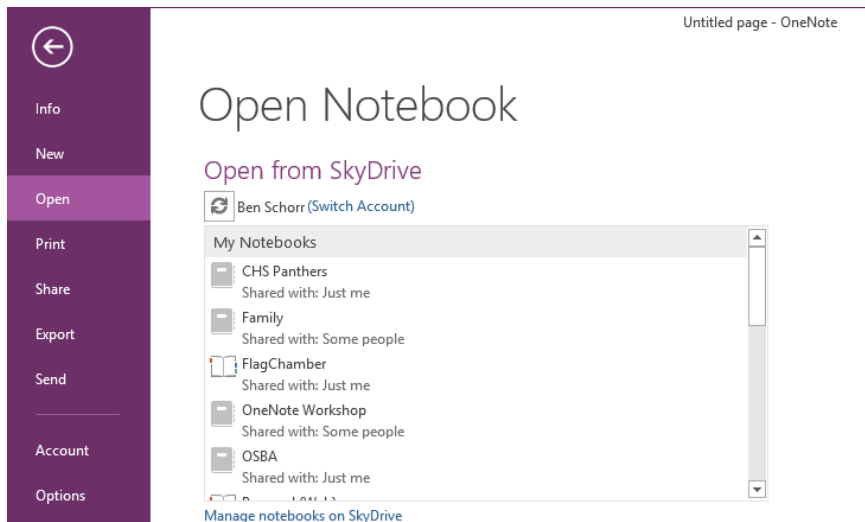 Untitled page - OneNote
Info
New
Open
Print
Share
Export
Send
Account
Options
Open Notebook
Open from SkyDrive
Ben Schorr (Switch Account)
My Notebooks
CHS Panthers
Shared with: Just me
Family
Shared with: Some people
FlagChamber
Shared with: Just me
OneNote Workshop
Shared with: Some people
OSBA
Shared with: Just me
Manage notebooks on SkyDrive